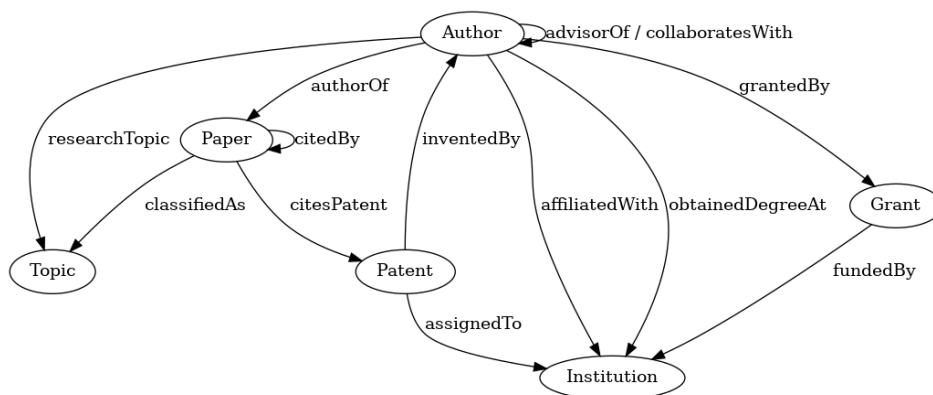 Author
advisorOf / collaboratesWith
authorOf
grantedBy
researchTopic
Paper
citedBy
inventedBy
classifiedAs
citesPatent
affiliatedWith
obtainedDegreeAt
Grant
Topic
Patent
fundedBy
assignedTo
Institution